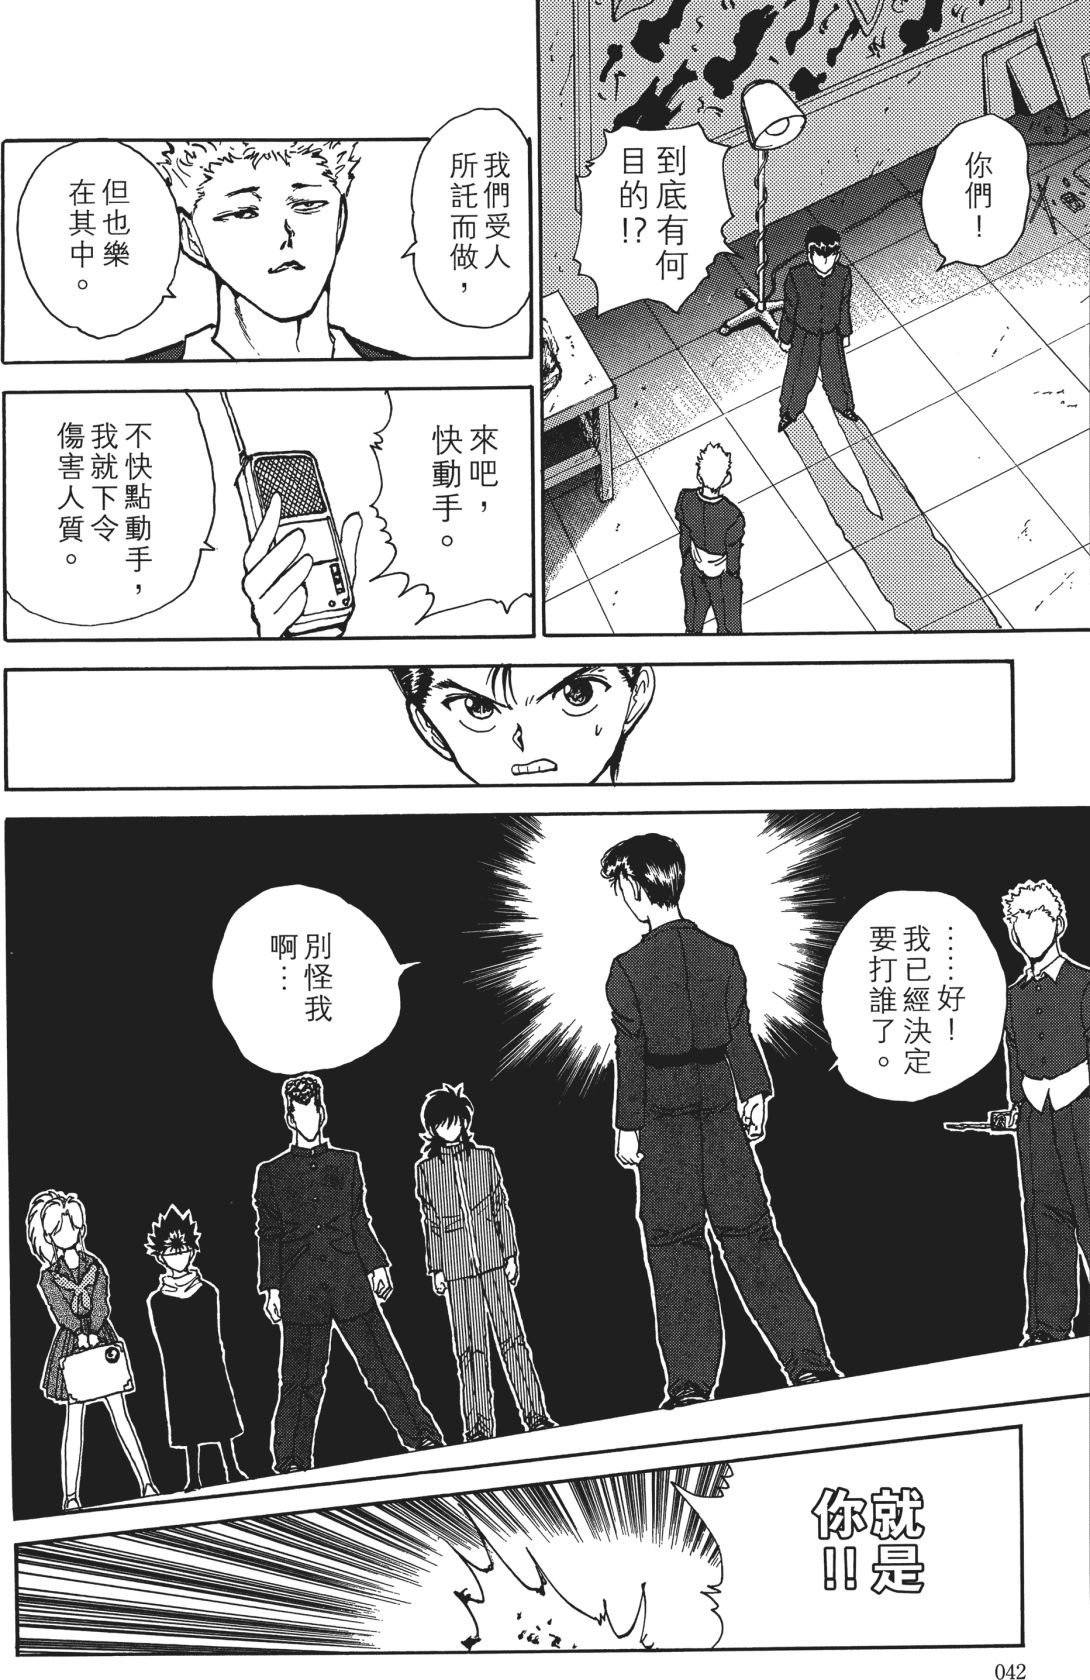 你們！
到底有何
目的!?
我們受人
所託而做，
但也樂
在其中。
來吧，
快動手。
不快點動手，
我就下令
傷害人質。
……好！
我已經決定
要打誰了。
別怪我
啊…
就是
你!!
042